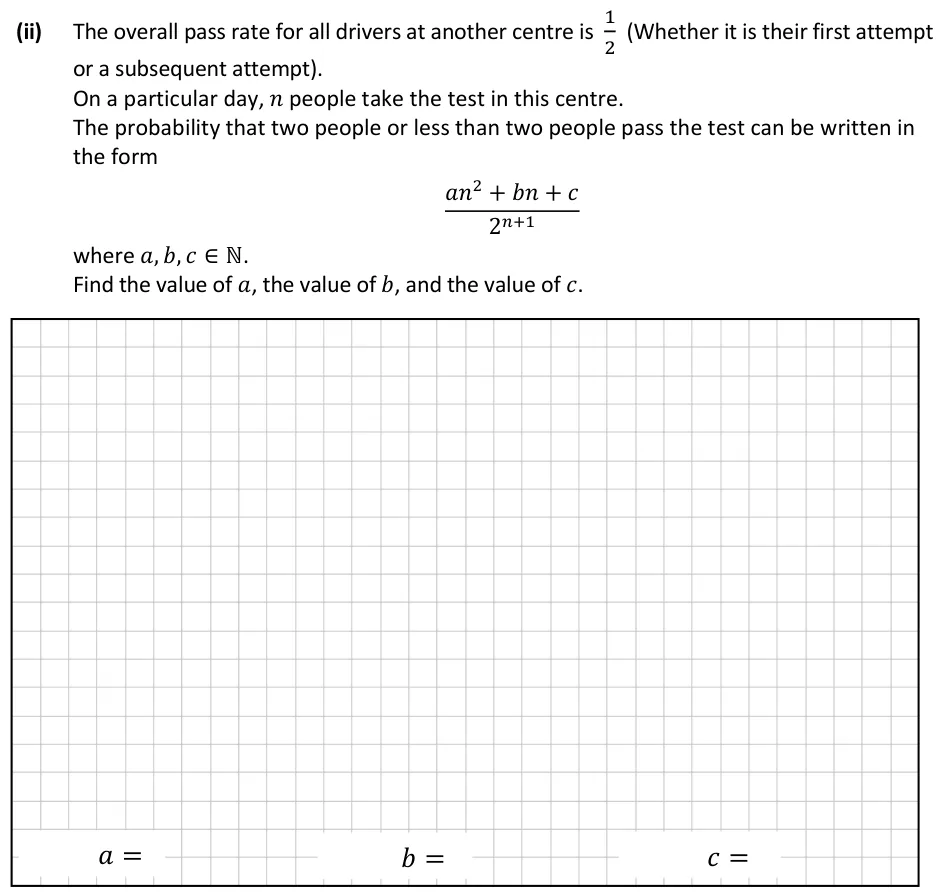 (ii) The overall pass rate for all drivers at another centre is 1/2 (Whether it is their first attempt
or a subsequent attempt).
On a particular day, n people take the test in this centre.
The probability that two people or less than two people pass the test can be written in
the form
an² + bn + c
2ⁿ⁺¹
where a, b, c ∈ ℕ.
Find the value of a, the value of b, and the value of c.
a = b = c =